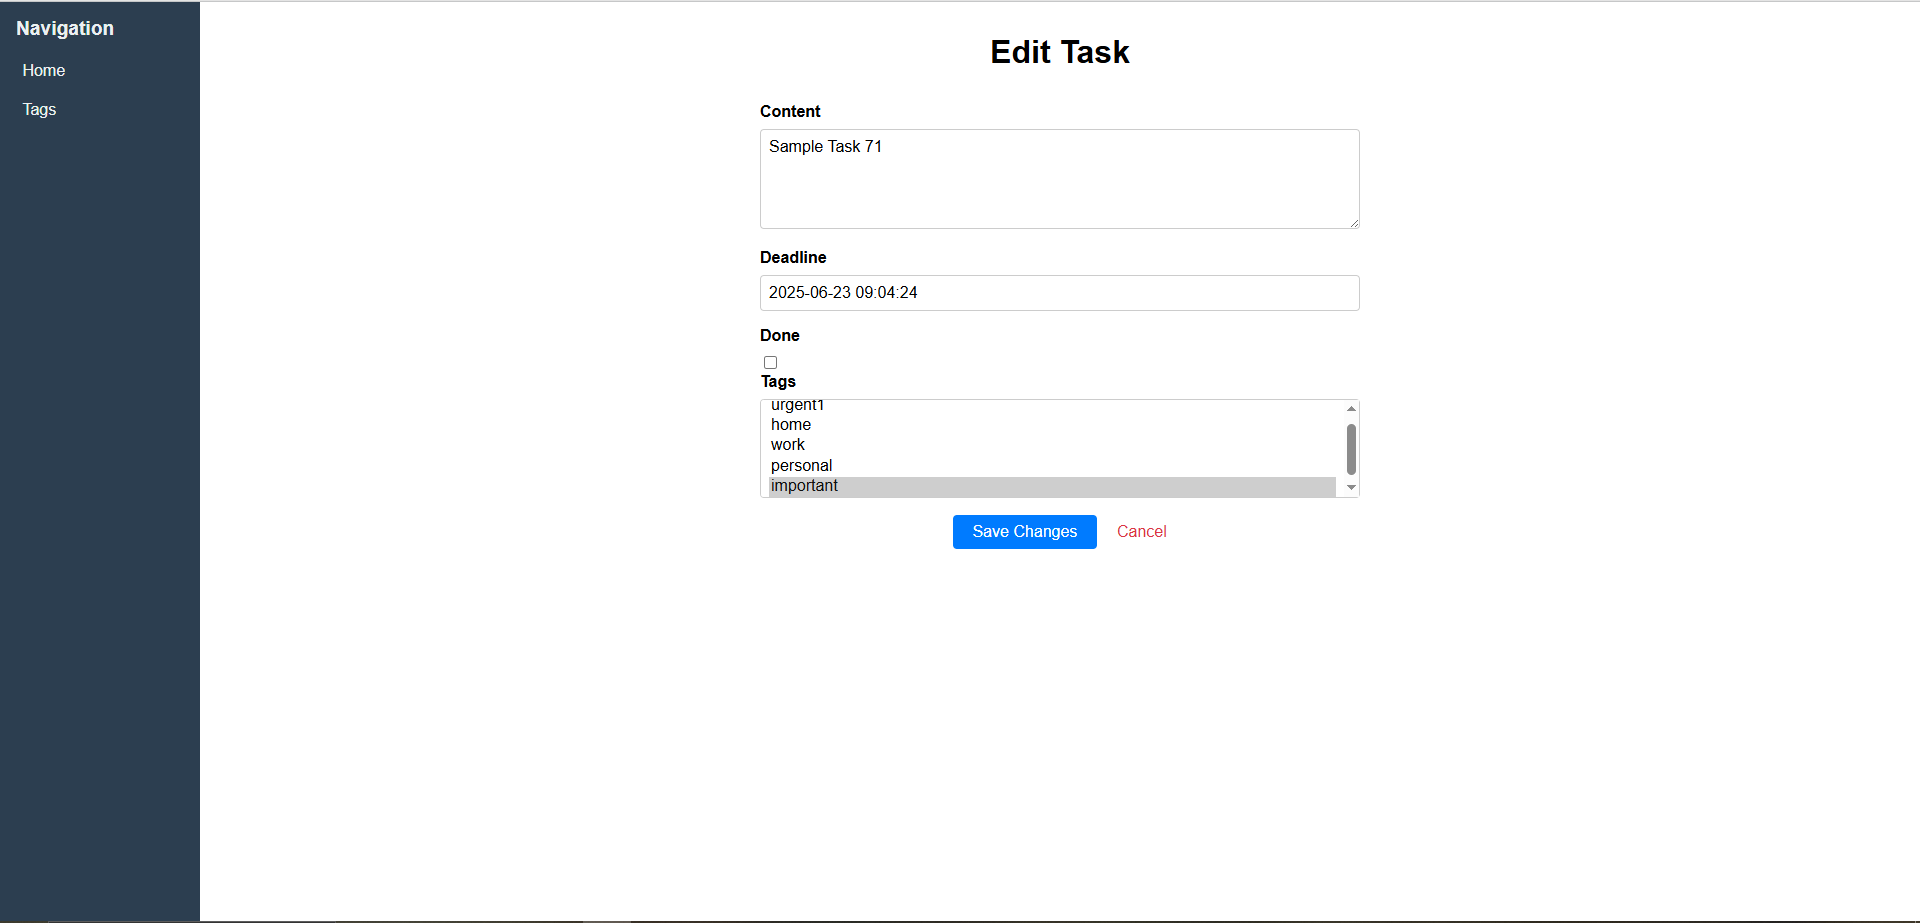 Navigation
Home
Tags
Edit Task
Content
Sample Task 71
Deadline
2025-06-23 09:04:24
Done
Tags
urgent1
home
work
personal
important
Save Changes Cancel